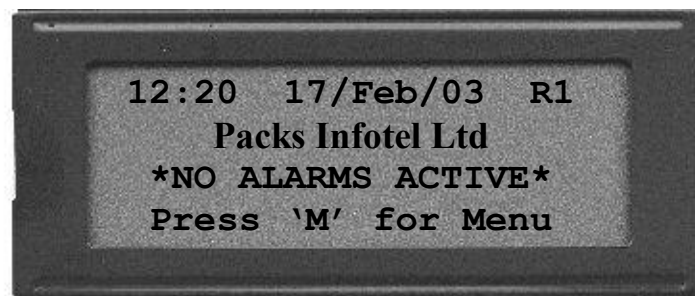 12:20 17/Feb/03 R1
Packs Infotel Ltd
*NO ALARMS ACTIVE*
Press ‘M’ for Menu